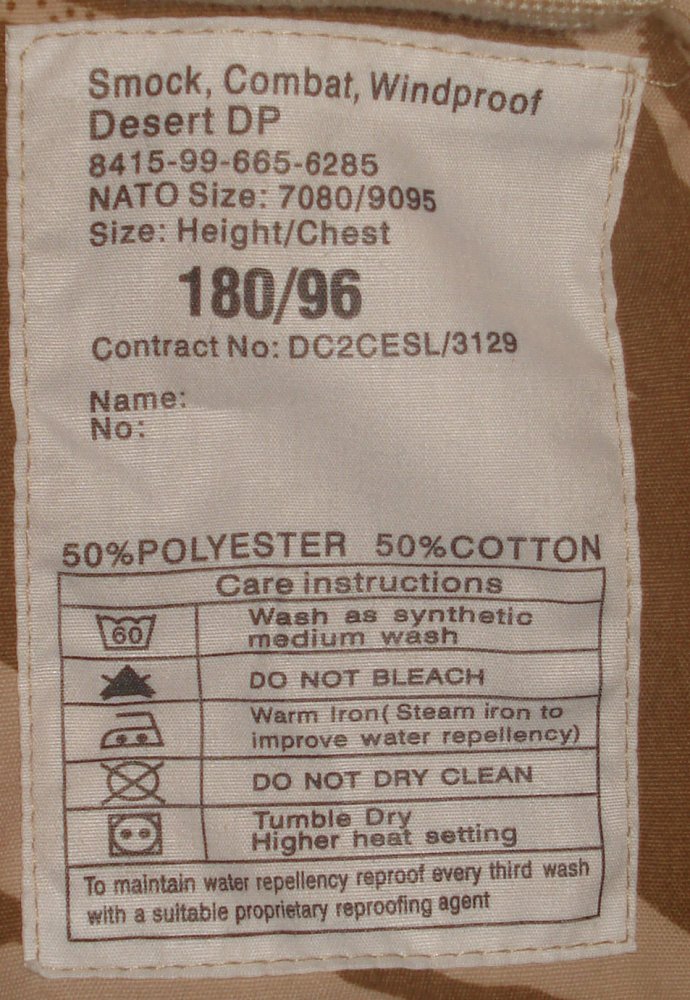 Smock, Combat, Windproof
Desert DP
8415-99-665-6285
NATO Size: 7080/9095
Size: Height/Chest
180/96
Contract No: DC2CESL/3129
Name:
No:
50%POLYESTER 50%COTTON
Care instructions
60
Wash as synthetic
medium wash
DO NOT BLEACH
Warm Iron( Steam iron to
improve water repellency)
DO NOT DRY CLEAN
Tumble Dry
Higher heat setting
To maintain water repellency reproof every third wash
with a suitable proprietary reproofing agent